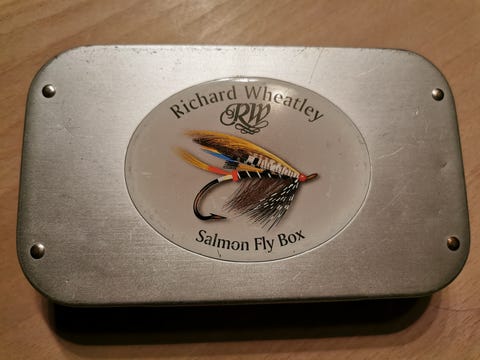 Richard Wheatley
RW
Salmon Fly Box